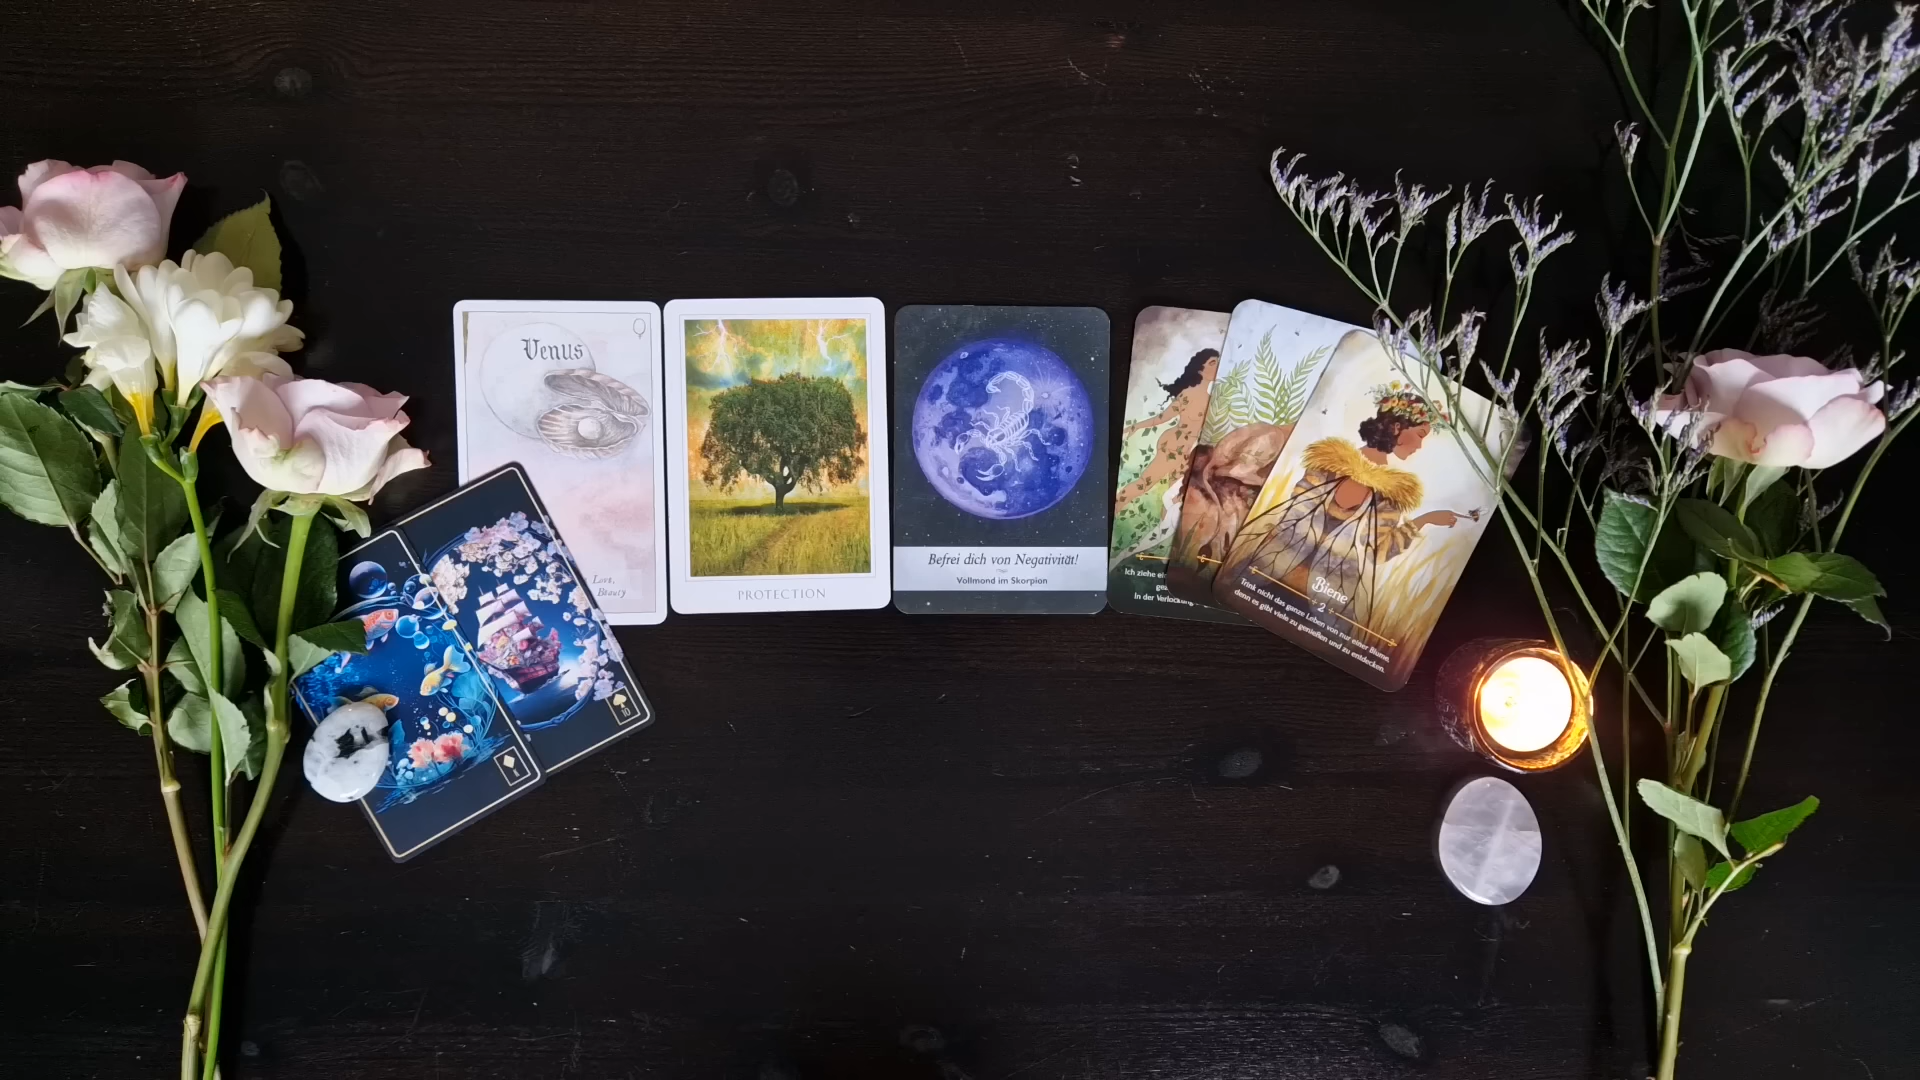 Venus
Love,
Beauty
10
PROTECTION
Befrei dich von Negativität!
Vollmond im Skorpion
Ich ziehe
In der Verlockung
Biene
2
Trink nicht das ganze Leben von nur einer Blume,
denn es gibt viele zu genießen und zu entdecken.